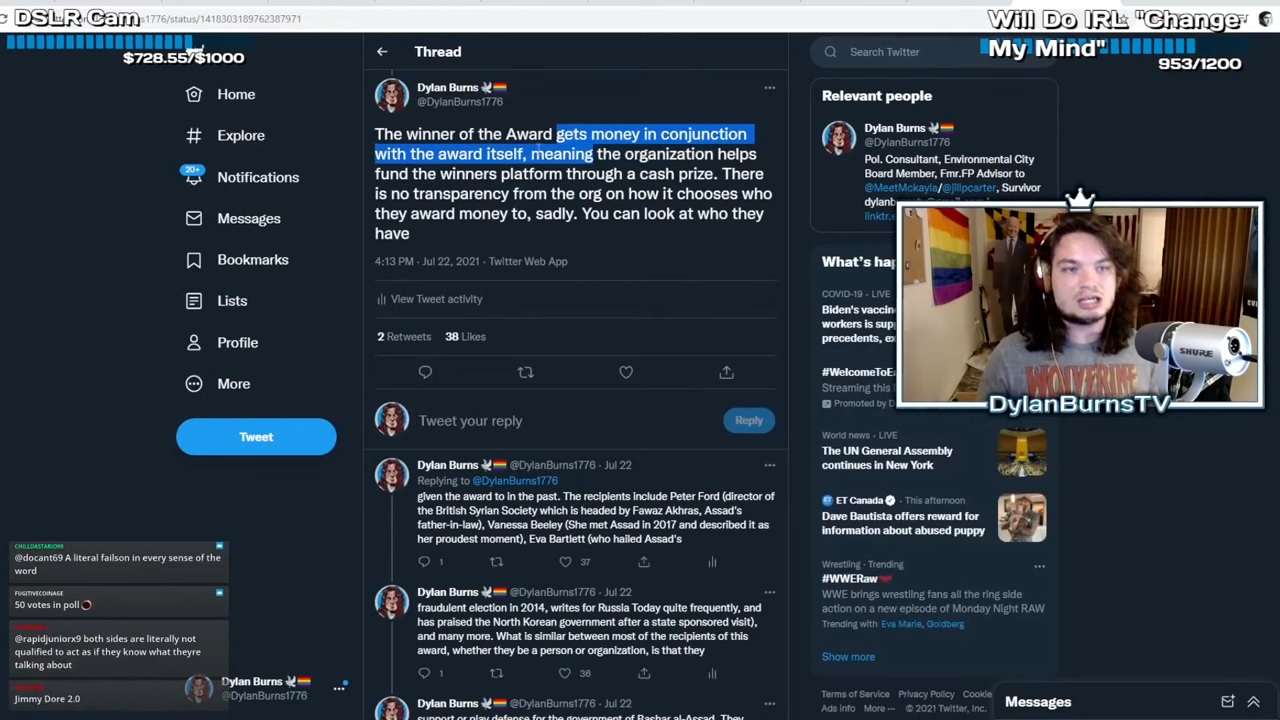 1776/status/1418303189762387971
DSLR Cam
$728.55/$1000
Will Do IRL "Change
My Mind"
953/1200
Home
Explore
20+
Notifications
Messages
Bookmarks
Lists
Profile
More
Tweet
Thread
Dylan Burns
@DylanBurns1776
The winner of the Award gets money in conjunction
with the award itself, meaning the organization helps
fund the winners platform through a cash prize. There
is no transparency from the org on how it chooses who
they award money to, sadly. You can look at who they
have
4:13 PM · Jul 22, 2021 · Twitter Web App
View Tweet activity
2 Retweets 38 Likes
Tweet your reply
Reply
Dylan Burns @DylanBurns1776 · Jul 22
Replying to @DylanBurns1776
given the award to in the past. The recipients include Peter Ford (director of
the British Syrian Society which is headed by Fawaz Akhras, Assad's
father-in-law), Vanessa Beeley (She met Assad in 2017 and described it as
her proudest moment), Eva Bartlett (who hailed Assad's
1 37
Dylan Burns @DylanBurns1776 · Jul 22
fraudulent election in 2014, writes for Russia Today quite frequently, and
has praised the North Korean government after a state sponsored visit),
and many more. What is similar between most of the recipients of this
award, whether they be a person or organization, is that they
1 36
Dylan Burns @DylanBurns1776 · Jul 22
support or play defense for the government of Bashar al-Assad. They
Search Twitter
Relevant people
Dylan Burns
@DylanBurns1776
Pol. Consultant, Environmental City
Board Member, Fmr.FP Advisor to
@MeetMckayla/@jillpcarter, Survivor
linktr.e
What's ha
COVID-19 · LIVE
Biden's vaccin
workers is sup
precedents, ex
#WelcomeToEa
Streaming this
Promoted by D
World news · LIVE
The UN General Assembly
continues in New York
ET Canada · This afternoon
Dave Bautista offers reward for
information about abused puppy
Wrestling · Trending
#WWERaw
WWE brings wrestling fans all the ring side
action on a new episode of Monday Night RAW
Trending with Eva Marie, Goldberg
Show more
Terms of Service Privacy Policy Cookie
Ads info More © 2021 Twitter, Inc.
SHURE
WOLVERINE
DylanBurnsTV
CHILLDASTARIO99
@docant69 A literal failson in every sense of the
word
FUGITIVECOINAGE
50 votes in poll
@rapidjuniorx9 both sides are literally not
qualified to act as if they know what theyre
talking about
Jimmy Dore 2.0
Dylan Burns
@DylanBurns1776
Messages